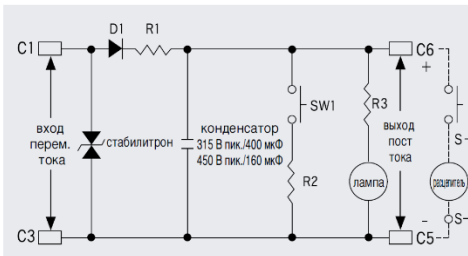 D1
R1
C1
C6
+
SW1
R3
S-
вход
перем.
тока
стабилитрон
конденсатор
315 В пик./400 мкФ
450 В пик./160 мкФ
выход
пост
тока
R2
лампа
расцепитель
-
S-
C3
C5